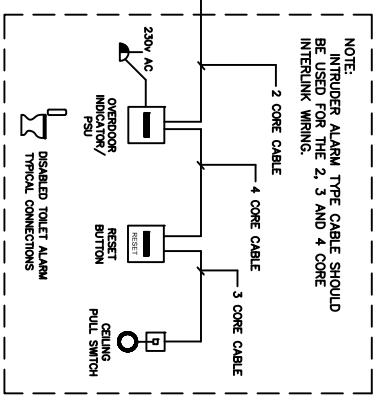 NOTE:
INTRUDER ALARM TYPE CABLE SHOULD
BE USED FOR THE 2, 3 AND 4 CORE
INTERLINK WIRING.
2 CORE CABLE
4 CORE CABLE
3 CORE CABLE
230v AC
OVERDOOR
INDICATOR/
PSU
RESET
RESET
BUTTON
CEILING
PULL SWITCH
DISABLED TOILET ALARM
TYPICAL CONNECTIONS